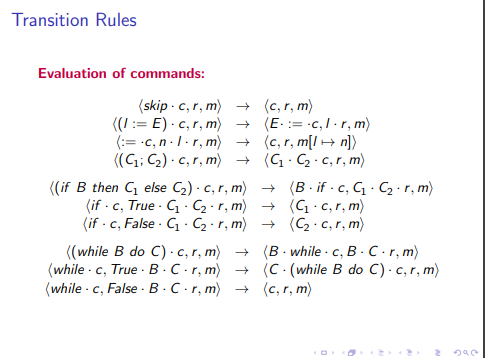 Transition Rules
Evaluation of commands:
⟨skip · c, r, m⟩ → ⟨c, r, m⟩
⟨(l := E) · c, r, m⟩ → ⟨E· := ·c, l · r, m⟩
⟨:= ·c, n · l · r, m⟩ → ⟨c, r, m[l ↦ n]⟩
⟨(C₁; C₂) · c, r, m⟩ → ⟨C₁ · C₂ · c, r, m⟩
⟨(if B then C₁ else C₂) · c, r, m⟩ → ⟨B · if · c, C₁ · C₂ · r, m⟩
⟨if · c, True · C₁ · C₂ · r, m⟩ → ⟨C₁ · c, r, m⟩
⟨if · c, False · C₁ · C₂ · r, m⟩ → ⟨C₂ · c, r, m⟩
⟨(while B do C) · c, r, m⟩ → ⟨B · while · c, B · C · r, m⟩
⟨while · c, True · B · C · r, m⟩ → ⟨C · (while B do C) · c, r, m⟩
⟨while · c, False · B · C · r, m⟩ → ⟨c, r, m⟩